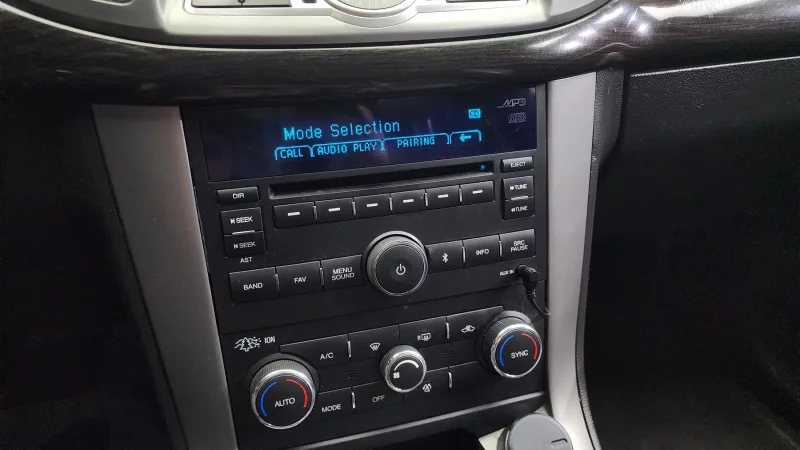 MP3
Mode Selection
CALL AUDIO PLAY PAIRING
EJECT
DIR
TUNE
SEEK
TUNE
SEEK
AST
SRC
PAUSE
INFO
MENU
SOUND
FAV
BAND
AUX IN
ION
A/C
SYNC
AUTO
MODE
OFF